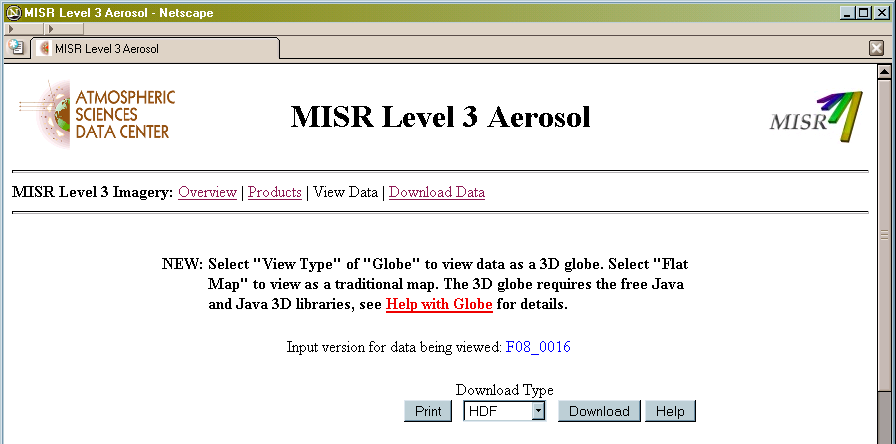 MISR Level 3 Aerosol - Netscape
MISR Level 3 Aerosol
ATMOSPHERIC
SCIENCES
DATA CENTER
MISR Level 3 Aerosol
MISR
MISR Level 3 Imagery: Overview | Products | View Data | Download Data
NEW: Select "View Type" of "Globe" to view data as a 3D globe. Select "Flat
Map" to view as a traditional map. The 3D globe requires the free Java
and Java 3D libraries, see Help with Globe for details.
Input version for data being viewed: F08_0016
Download Type
Print HDF Download Help